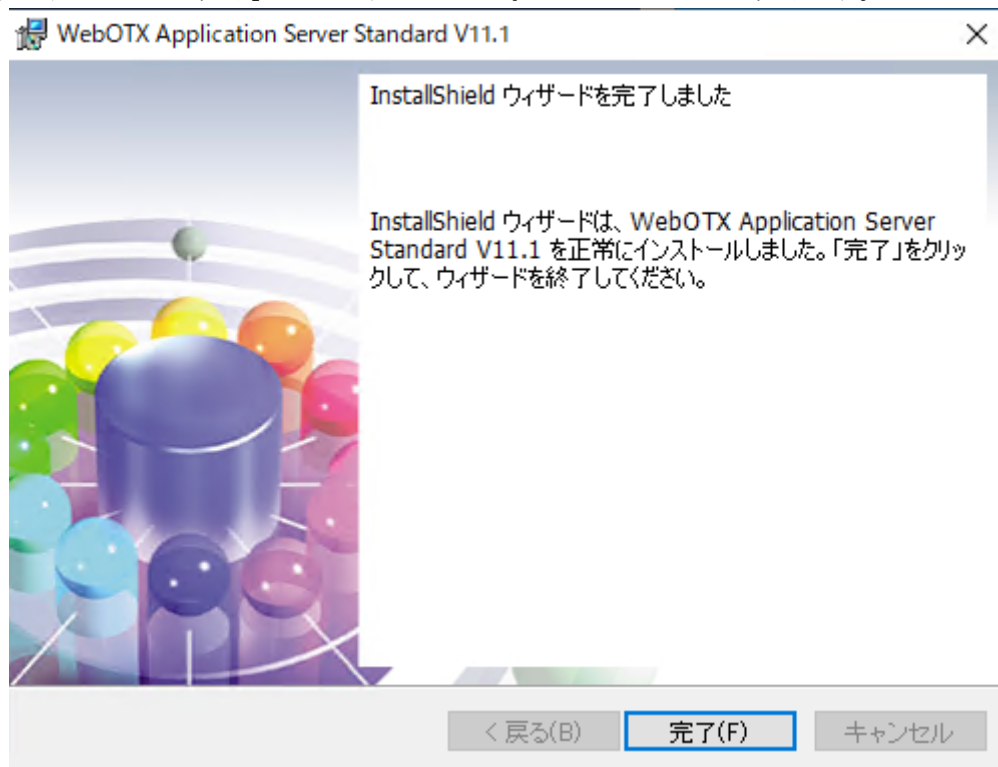 WebOTX Application Server Standard V11.1
InstallShield ウィザードを完了しました
InstallShield ウィザードは、WebOTX Application Server
Standard V11.1 を正常にインストールしました。「完了」をクリッ
クして、ウィザードを終了してください。
< 戻る(B)
完了(F)
キャンセル